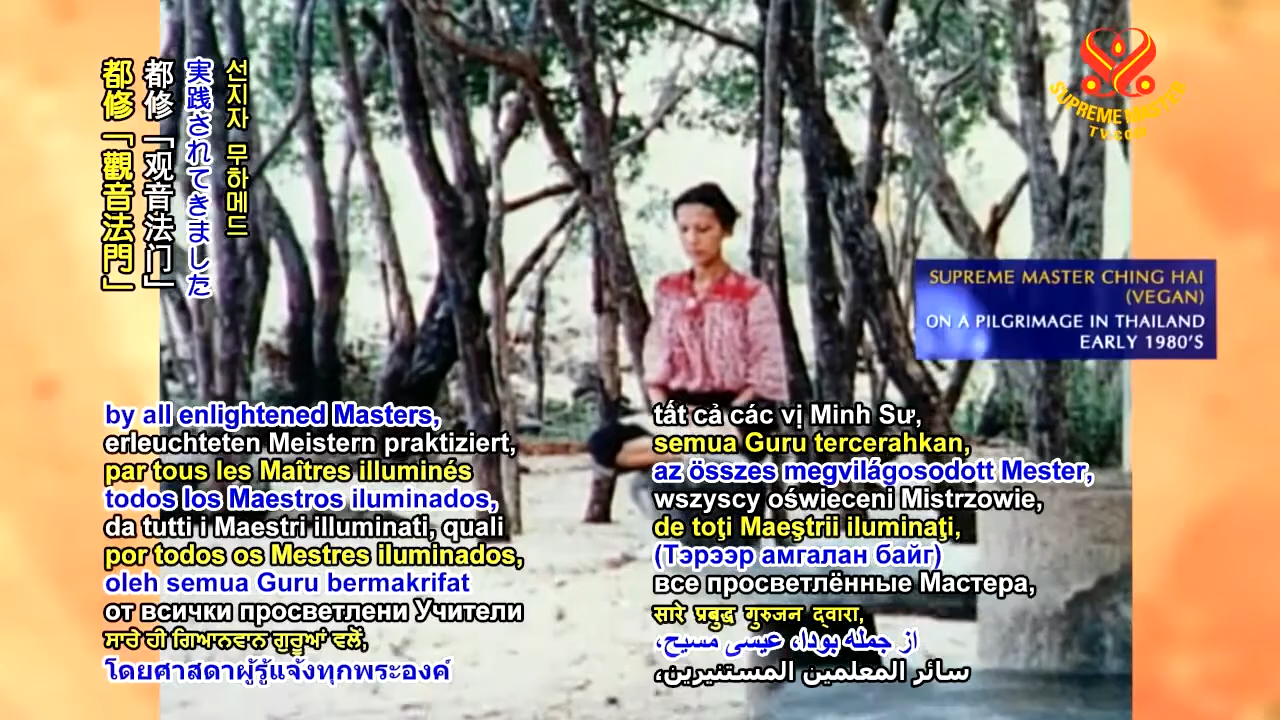 都修「觀音法門」
都修「观音法门」
実践されてきました
선지자 무하메드
SUPREME MASTER
TV.COM
SUPREME MASTER CHING HAI
(VEGAN)
ON A PILGRIMAGE IN THAILAND
EARLY 1980'S
by all enlightened Masters,
erleuchteten Meistern praktiziert,
par tous les Maîtres illuminés
todos los Maestros iluminados,
da tutti i Maestri illuminati, quali
por todos os Mestres iluminados,
oleh semua Guru bermakrifat
от всички просветлени Учители
ਸਾਰੇ ਹੀ ਗਿਆਨਵਾਨ ਗੁਰੂਆਂ ਵਲੋਂ,
โดยศาสดาผู้รู้แจ้งทุกพระองค์
tất cả các vị Minh Sư,
semua Guru tercerahkan,
az összes megvilágosodott Mester,
wszyscy oświeceni Mistrzowie,
de toţi Maeştrii iluminaţi,
(Тэрээр амгалан байг)
все просветлённые Мастера,
सारे प्रबुद्ध गुरुजन द्वारा,
از جمله بودا، عیسی مسیح،
سائر المعلمين المستنيرين،